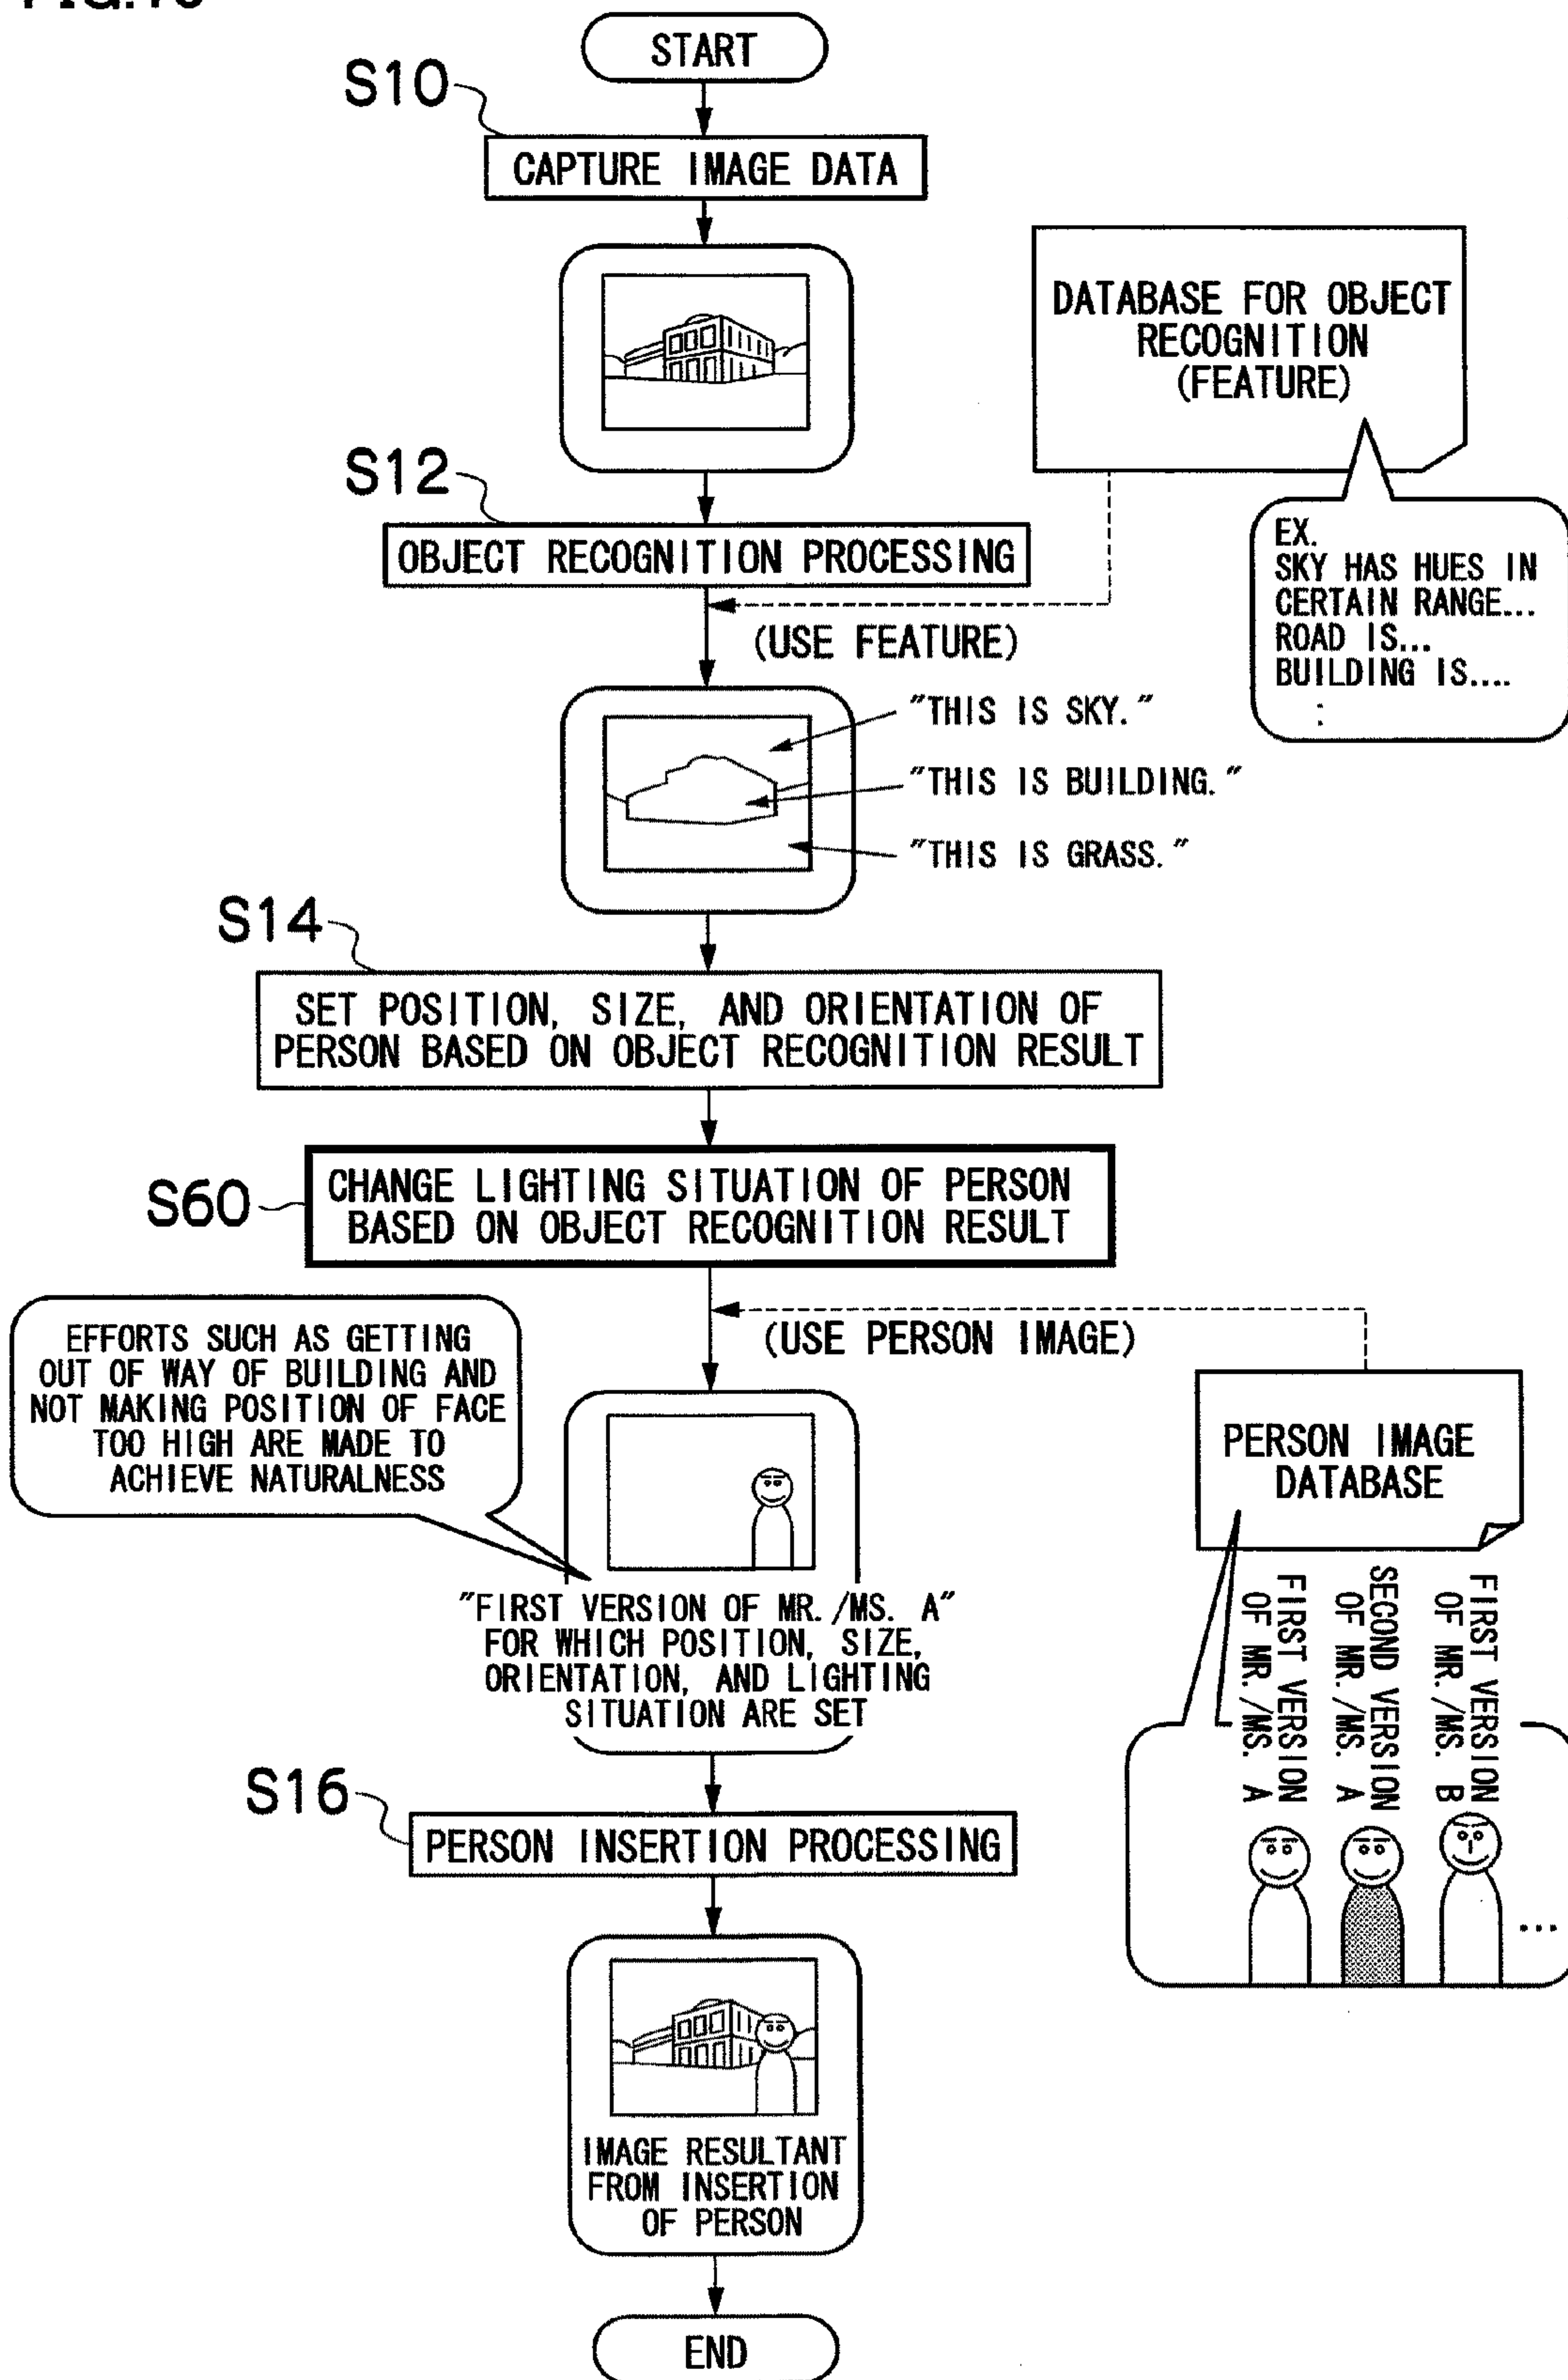 START
S10
CAPTURE IMAGE DATA
DATABASE FOR OBJECT
RECOGNITION
(FEATURE)
EX.
SKY HAS HUES IN
CERTAIN RANGE...
ROAD IS...
BUILDING IS....
:
S12
OBJECT RECOGNITION PROCESSING
(USE FEATURE)
"THIS IS SKY."
"THIS IS BUILDING."
"THIS IS GRASS."
S14
SET POSITION, SIZE, AND ORIENTATION OF
PERSON BASED ON OBJECT RECOGNITION RESULT
S60
CHANGE LIGHTING SITUATION OF PERSON
BASED ON OBJECT RECOGNITION RESULT
EFFORTS SUCH AS GETTING
OUT OF WAY OF BUILDING AND
NOT MAKING POSITION OF FACE
TOO HIGH ARE MADE TO
ACHIEVE NATURALNESS
(USE PERSON IMAGE)
PERSON IMAGE
DATABASE
"FIRST VERSION OF MR./MS. A"
FOR WHICH POSITION, SIZE,
ORIENTATION, AND LIGHTING
SITUATION ARE SET
FIRST VERSION
OF MR./MS. A
SECOND VERSION
OF MR./MS. A
FIRST VERSION
OF MR./MS. B
...
S16
PERSON INSERTION PROCESSING
IMAGE RESULTANT
FROM INSERTION
OF PERSON
END